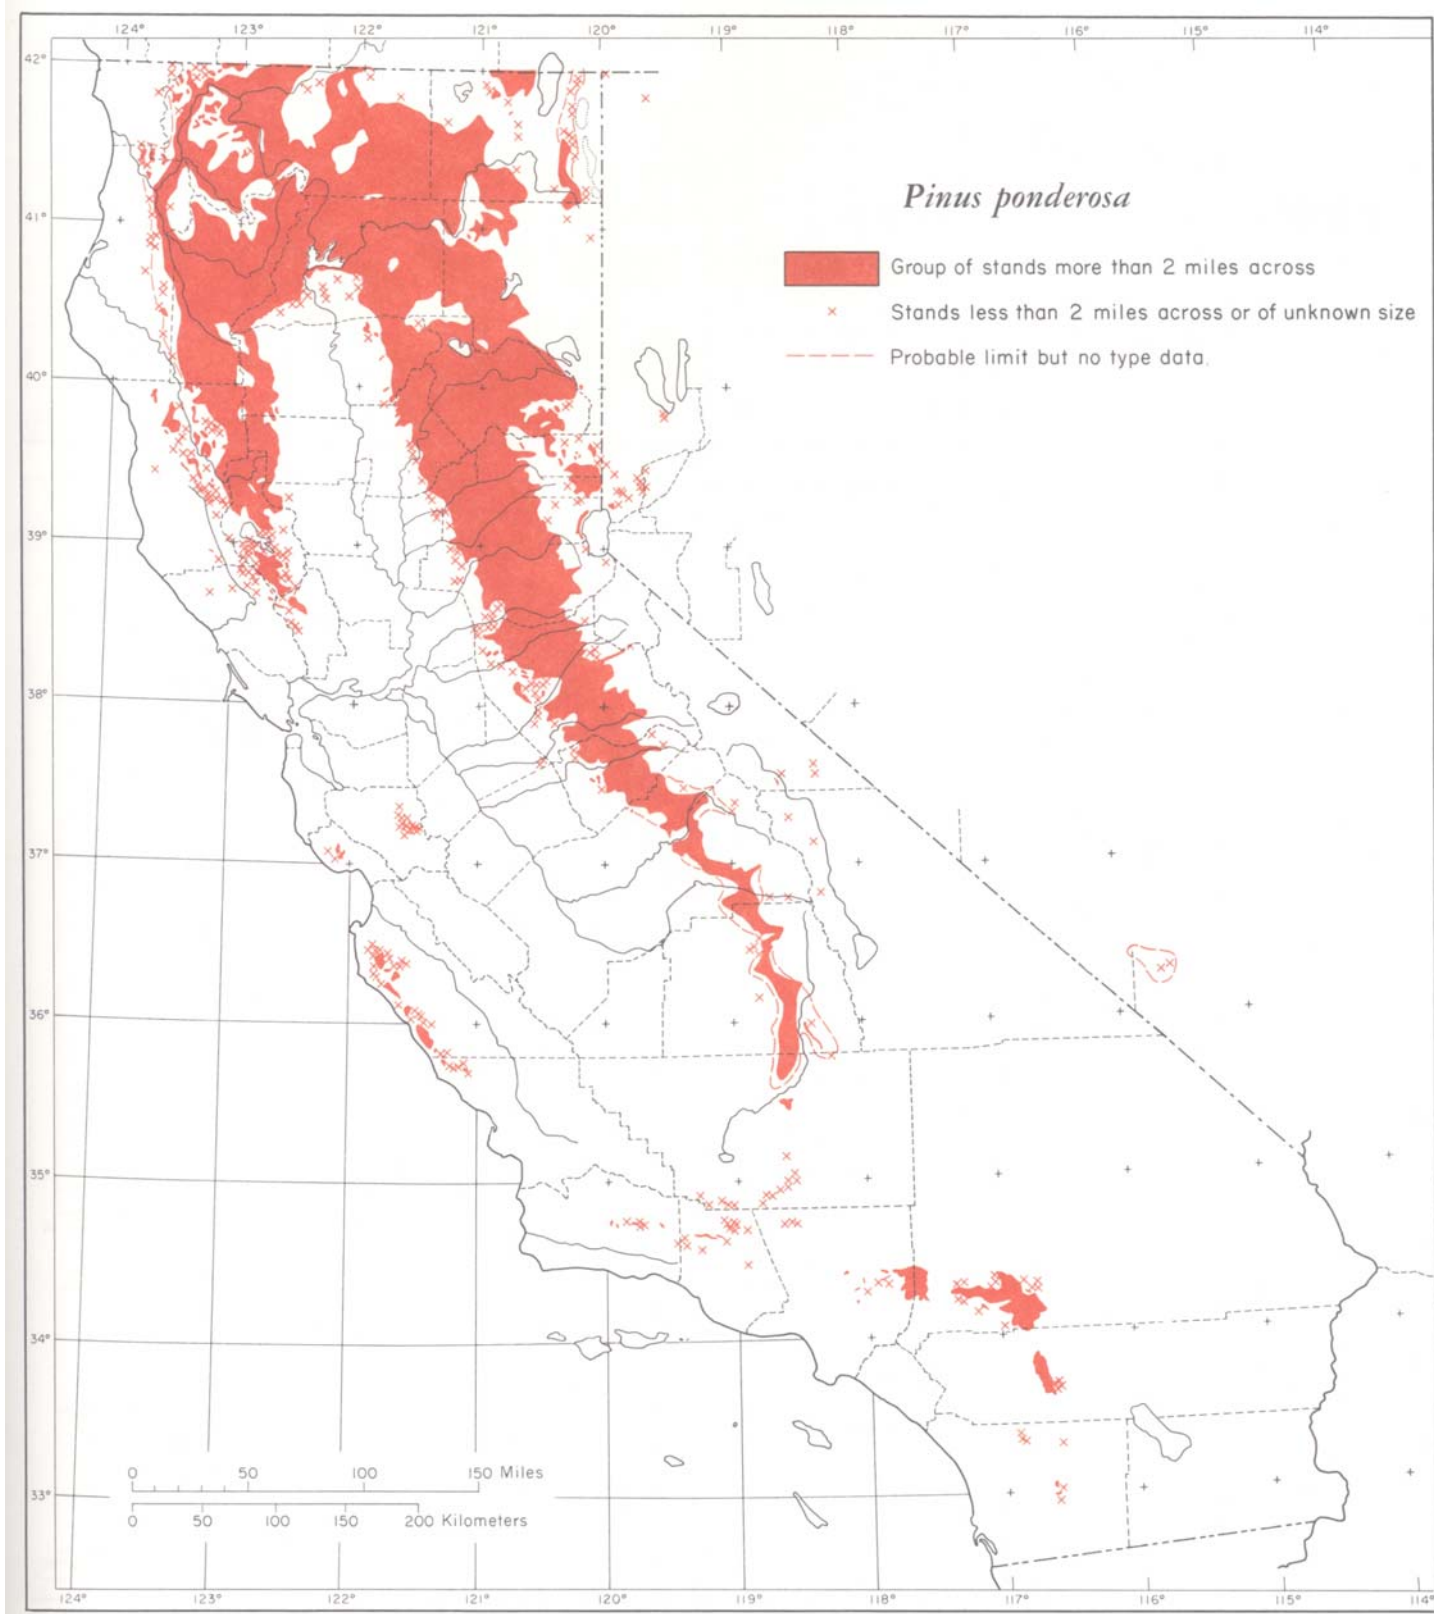 124° 123° 122° 121° 120° 119° 118° 117° 116° 115° 114°
42°
Pinus ponderosa
41°
Group of stands more than 2 miles across
Stands less than 2 miles across or of unknown size
Probable limit but no type data.
40°
39°
38°
37°
36°
35°
34°
0 50 100 150 Miles
33°
0 50 100 150 200 Kilometers
124° 123° 122° 121° 120° 119° 118° 117° 116° 115° 114°